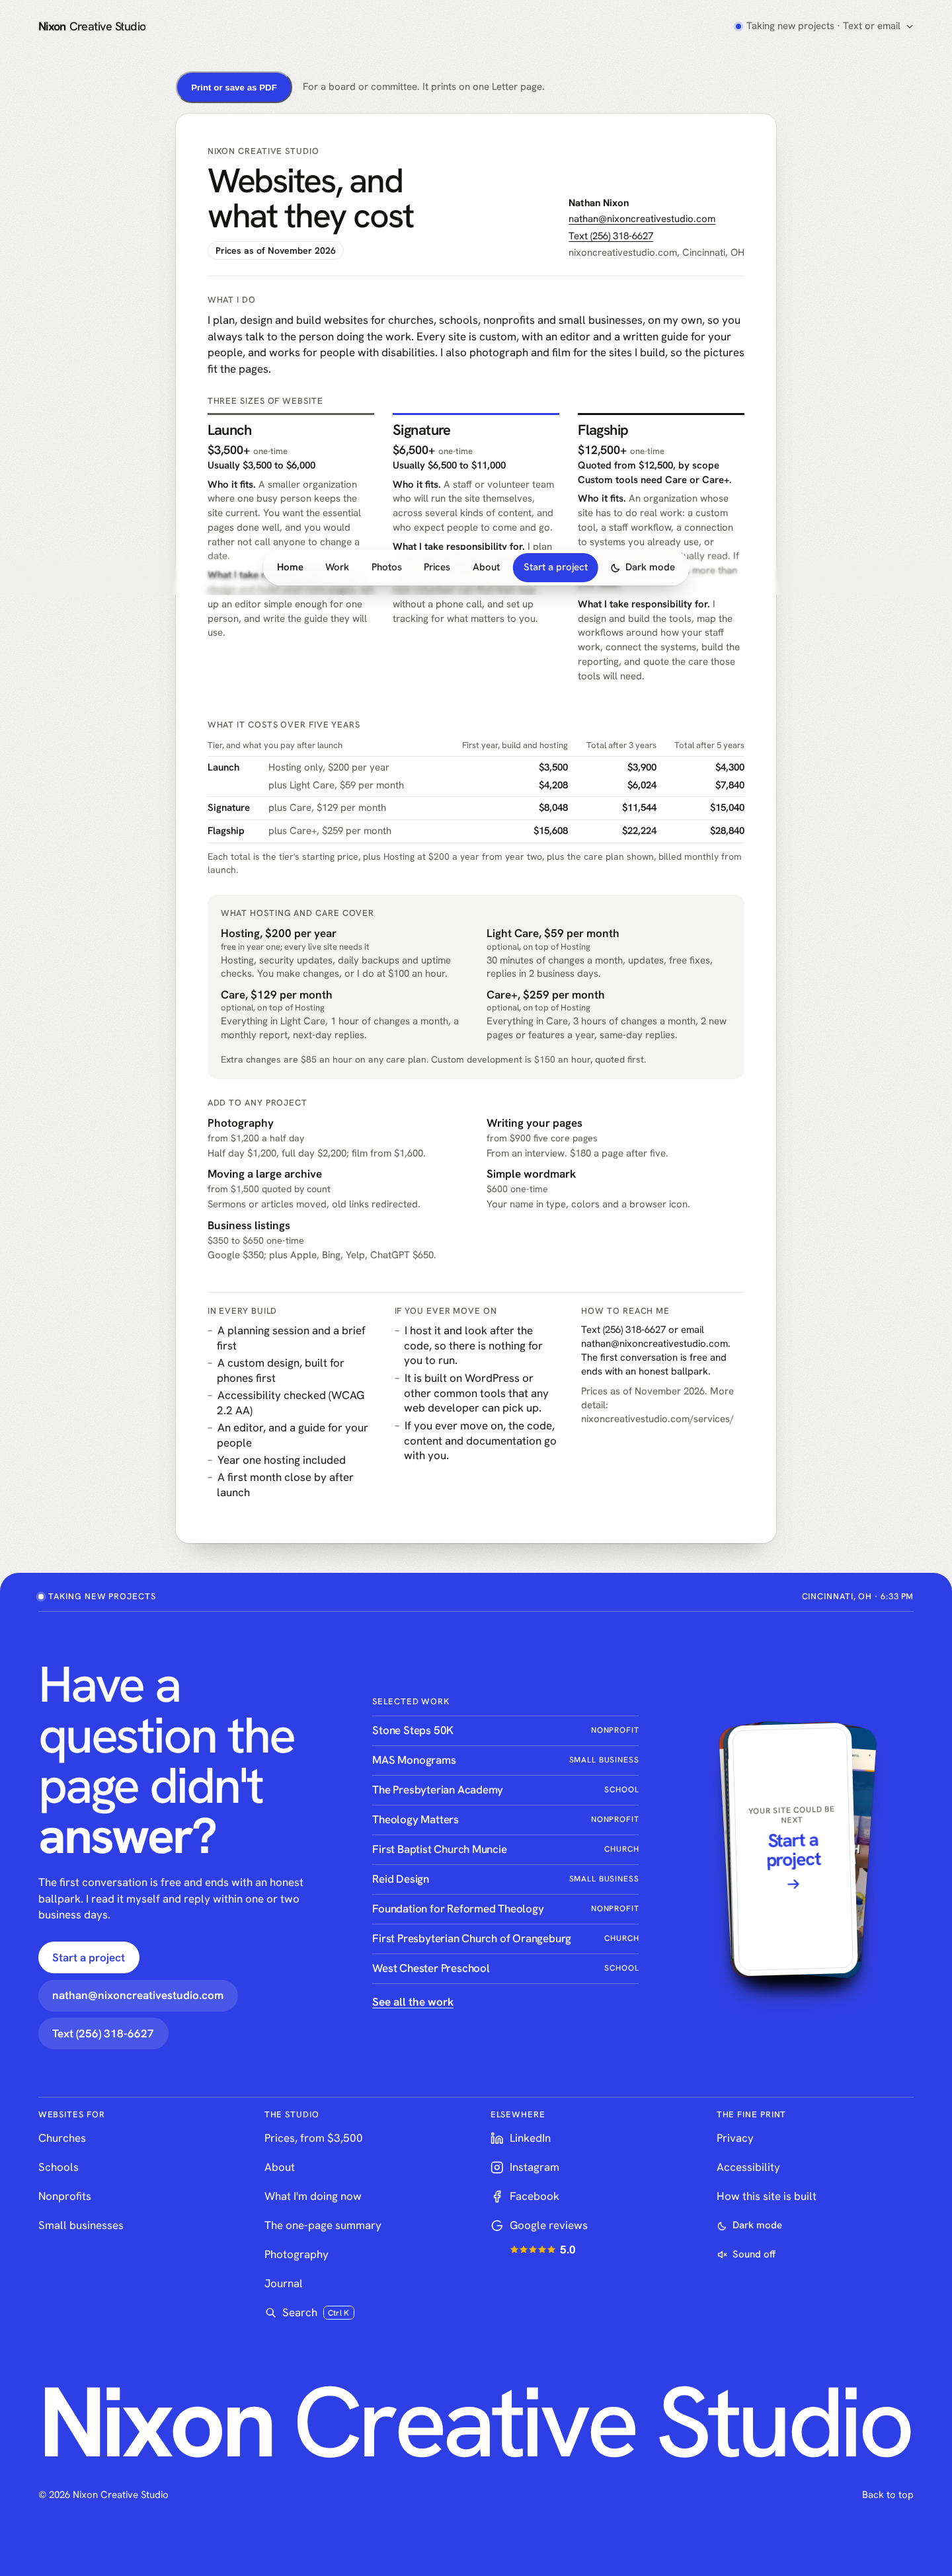 Nixon Creative Studio
Taking new projects · Text or email
Print or save as PDF
For a board or committee. It prints on one Letter page.
NIXON CREATIVE STUDIO
Websites, and
what they cost
Prices as of November 2026
Nathan Nixon
nathan@nixoncreativestudio.com
Text (256) 318-6627
nixoncreativestudio.com, Cincinnati, OH
WHAT I DO
I plan, design and build websites for churches, schools, nonprofits and small businesses, on my own, so you
always talk to the person doing the work. Every site is custom, with an editor and a written guide for your
people, and works for people with disabilities. I also photograph and film for the sites I build, so the pictures
fit the pages.
THREE SIZES OF WEBSITE
Launch
$3,500+ one-time
Usually $3,500 to $6,000
Who it fits. A smaller organization
where one busy person keeps the
site current. You want the essential
pages done well, and you would
rather not call anyone to change a
date.
What I take
up an editor simple enough for one
person, and write the guide they will
use.
Signature
$6,500+ one-time
Usually $6,500 to $11,000
Who it fits. A staff or volunteer team
who will run the site themselves,
across several kinds of content, and
who expect people to come and go.
What I take responsibility for. I plan
without a phone call, and set up
tracking for what matters to you.
Flagship
$12,500+ one-time
Quoted from $12,500, by scope
Custom tools need Care or Care+.
Who it fits. An organization whose
site has to do real work: a custom
tool, a staff workflow, a connection
to systems you already use, or
read. If
more than
What I take responsibility for. I
design and build the tools, map the
workflows around how your staff
work, connect the systems, build the
reporting, and quote the care those
tools will need.
Home
Work
Photos
Prices
About
Start a project
Dark mode
WHAT IT COSTS OVER FIVE YEARS
Tier, and what you pay after launch First year, build and hosting Total after 3 years Total after 5 years
Launch Hosting only, $200 per year $3,500 $3,900 $4,300
plus Light Care, $59 per month $4,208 $6,024 $7,840
Signature plus Care, $129 per month $8,048 $11,544 $15,040
Flagship plus Care+, $259 per month $15,608 $22,224 $28,840
Each total is the tier's starting price, plus Hosting at $200 a year from year two, plus the care plan shown, billed monthly from
launch.
WHAT HOSTING AND CARE COVER
Hosting, $200 per year
free in year one; every live site needs it
Hosting, security updates, daily backups and uptime
checks. You make changes, or I do at $100 an hour.
Light Care, $59 per month
optional, on top of Hosting
30 minutes of changes a month, updates, free fixes,
replies in 2 business days.
Care, $129 per month
optional, on top of Hosting
Everything in Light Care, 1 hour of changes a month, a
monthly report, next-day replies.
Care+, $259 per month
optional, on top of Hosting
Everything in Care, 3 hours of changes a month, 2 new
pages or features a year, same-day replies.
Extra changes are $85 an hour on any care plan. Custom development is $150 an hour, quoted first.
ADD TO ANY PROJECT
Photography
from $1,200 a half day
Half day $1,200, full day $2,200; film from $1,600.
Writing your pages
from $900 five core pages
From an interview. $180 a page after five.
Moving a large archive
from $1,500 quoted by count
Sermons or articles moved, old links redirected.
Simple wordmark
$600 one-time
Your name in type, colors and a browser icon.
Business listings
$350 to $650 one-time
Google $350; plus Apple, Bing, Yelp, ChatGPT $650.
IN EVERY BUILD
– A planning session and a brief
first
– A custom design, built for
phones first
– Accessibility checked (WCAG
2.2 AA)
– An editor, and a guide for your
people
– Year one hosting included
– A first month close by after
launch
IF YOU EVER MOVE ON
– I host it and look after the
code, so there is nothing for
you to run.
– It is built on WordPress or
other common tools that any
web developer can pick up.
– If you ever move on, the code,
content and documentation go
with you.
HOW TO REACH ME
Text (256) 318-6627 or email
nathan@nixoncreativestudio.com.
The first conversation is free and
ends with an honest ballpark.
Prices as of November 2026. More
detail:
nixoncreativestudio.com/services/
TAKING NEW PROJECTS
CINCINNATI, OH · 6:33 PM
Have a
question the
page didn't
answer?
The first conversation is free and ends with an honest
ballpark. I read it myself and reply within one or two
business days.
Start a project
nathan@nixoncreativestudio.com
Text (256) 318-6627
SELECTED WORK
Stone Steps 50K NONPROFIT
MAS Monograms SMALL BUSINESS
The Presbyterian Academy SCHOOL
Theology Matters NONPROFIT
First Baptist Church Muncie CHURCH
Reid Design SMALL BUSINESS
Foundation for Reformed Theology NONPROFIT
First Presbyterian Church of Orangeburg CHURCH
West Chester Preschool SCHOOL
See all the work
YOUR SITE COULD BE
NEXT
Start a
project
WEBSITES FOR
Churches
Schools
Nonprofits
Small businesses
THE STUDIO
Prices, from $3,500
About
What I'm doing now
The one-page summary
Photography
Journal
Search Ctrl K
ELSEWHERE
LinkedIn
Instagram
Facebook
Google reviews
5.0
THE FINE PRINT
Privacy
Accessibility
How this site is built
Dark mode
Sound off
Nixon Creative Studio
© 2026 Nixon Creative Studio
Back to top